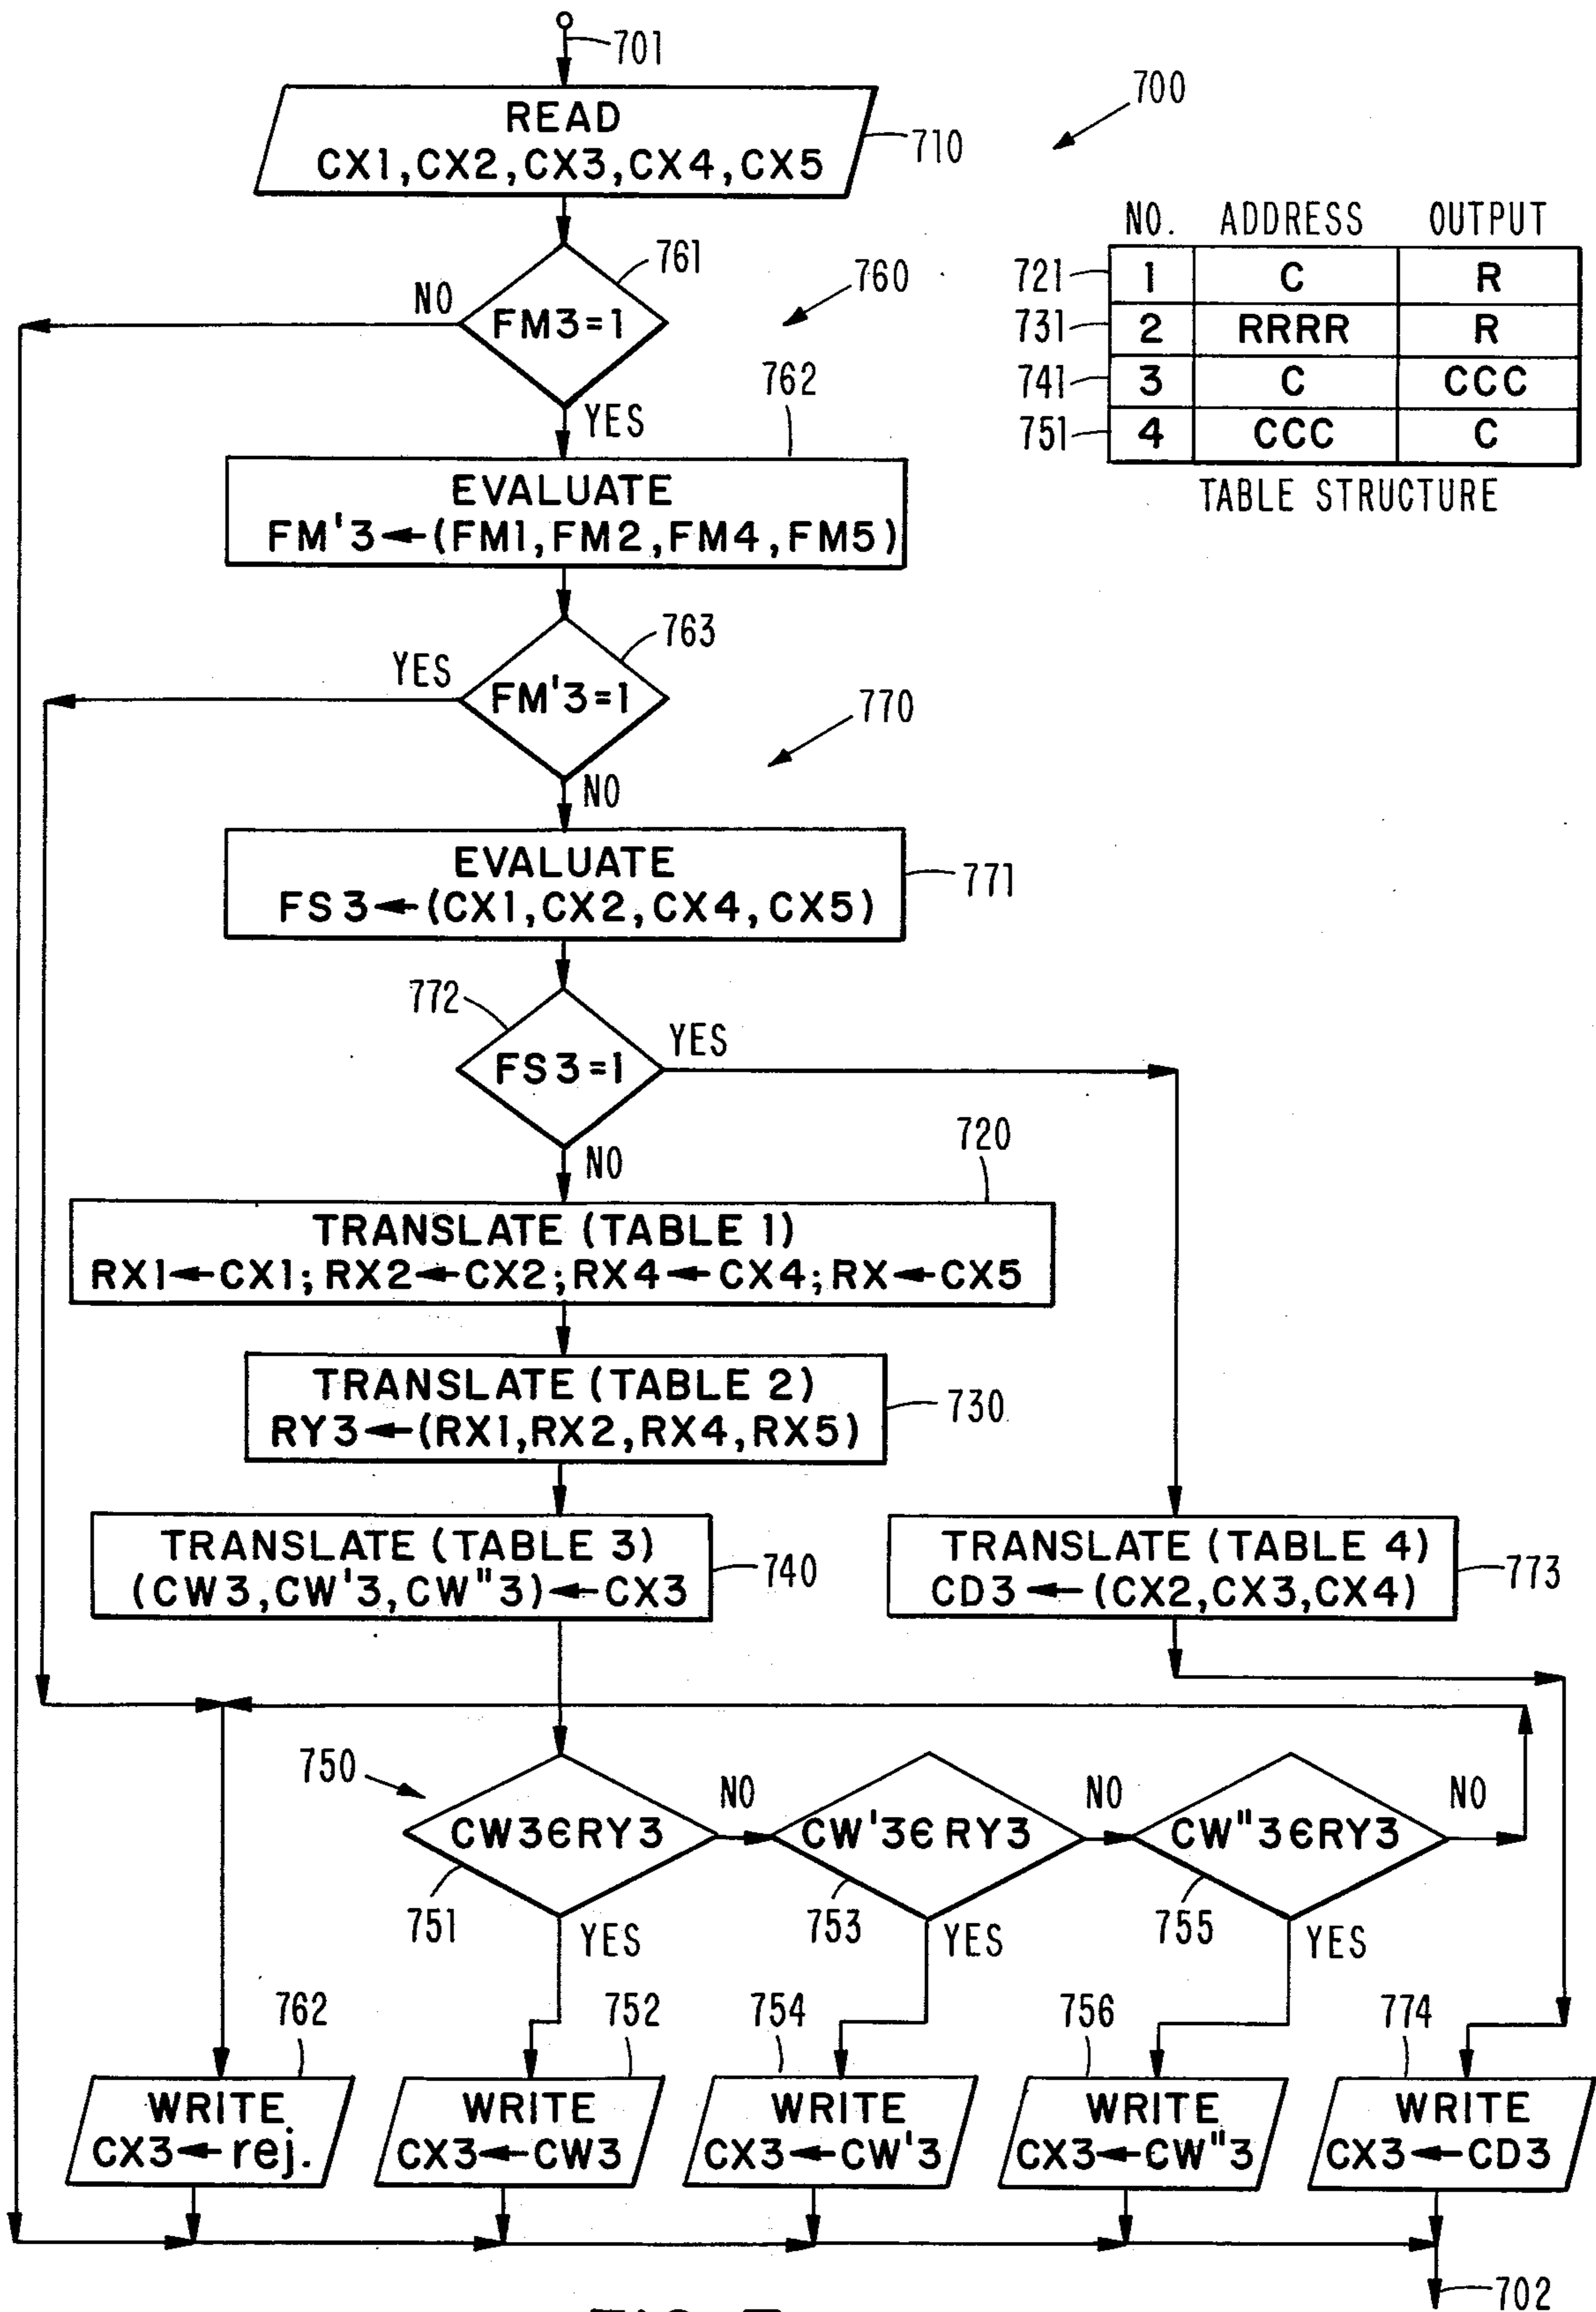 701
READ
CX1,CX2,CX3,CX4,CX5
710
700
NO. ADDRESS OUTPUT
721 1 C R
731 2 RRRR R
741 3 C CCC
751 4 CCC C
TABLE STRUCTURE
761
760
NO
FM3=1
YES
762
EVALUATE
FM'3←(FM1,FM2,FM4,FM5)
763
YES
FM'3=1
770
NO
EVALUATE
FS3←(CX1,CX2,CX4,CX5)
771
772
FS3=1
YES
NO
720
TRANSLATE (TABLE 1)
RX1←CX1;RX2←CX2;RX4←CX4;RX←CX5
TRANSLATE (TABLE 2)
RY3←(RX1,RX2,RX4,RX5)
730
TRANSLATE (TABLE 3)
(CW3,CW'3,CW"3)←CX3
740
TRANSLATE (TABLE 4)
CD3←(CX2,CX3,CX4)
773
750
CW3∈RY3
NO
CW'3∈RY3
NO
CW"3∈RY3
NO
751
YES
753
YES
755
YES
762
752
754
756
774
WRITE
CX3←rej.
WRITE
CX3←CW3
WRITE
CX3←CW'3
WRITE
CX3←CW"3
WRITE
CX3←CD3
702